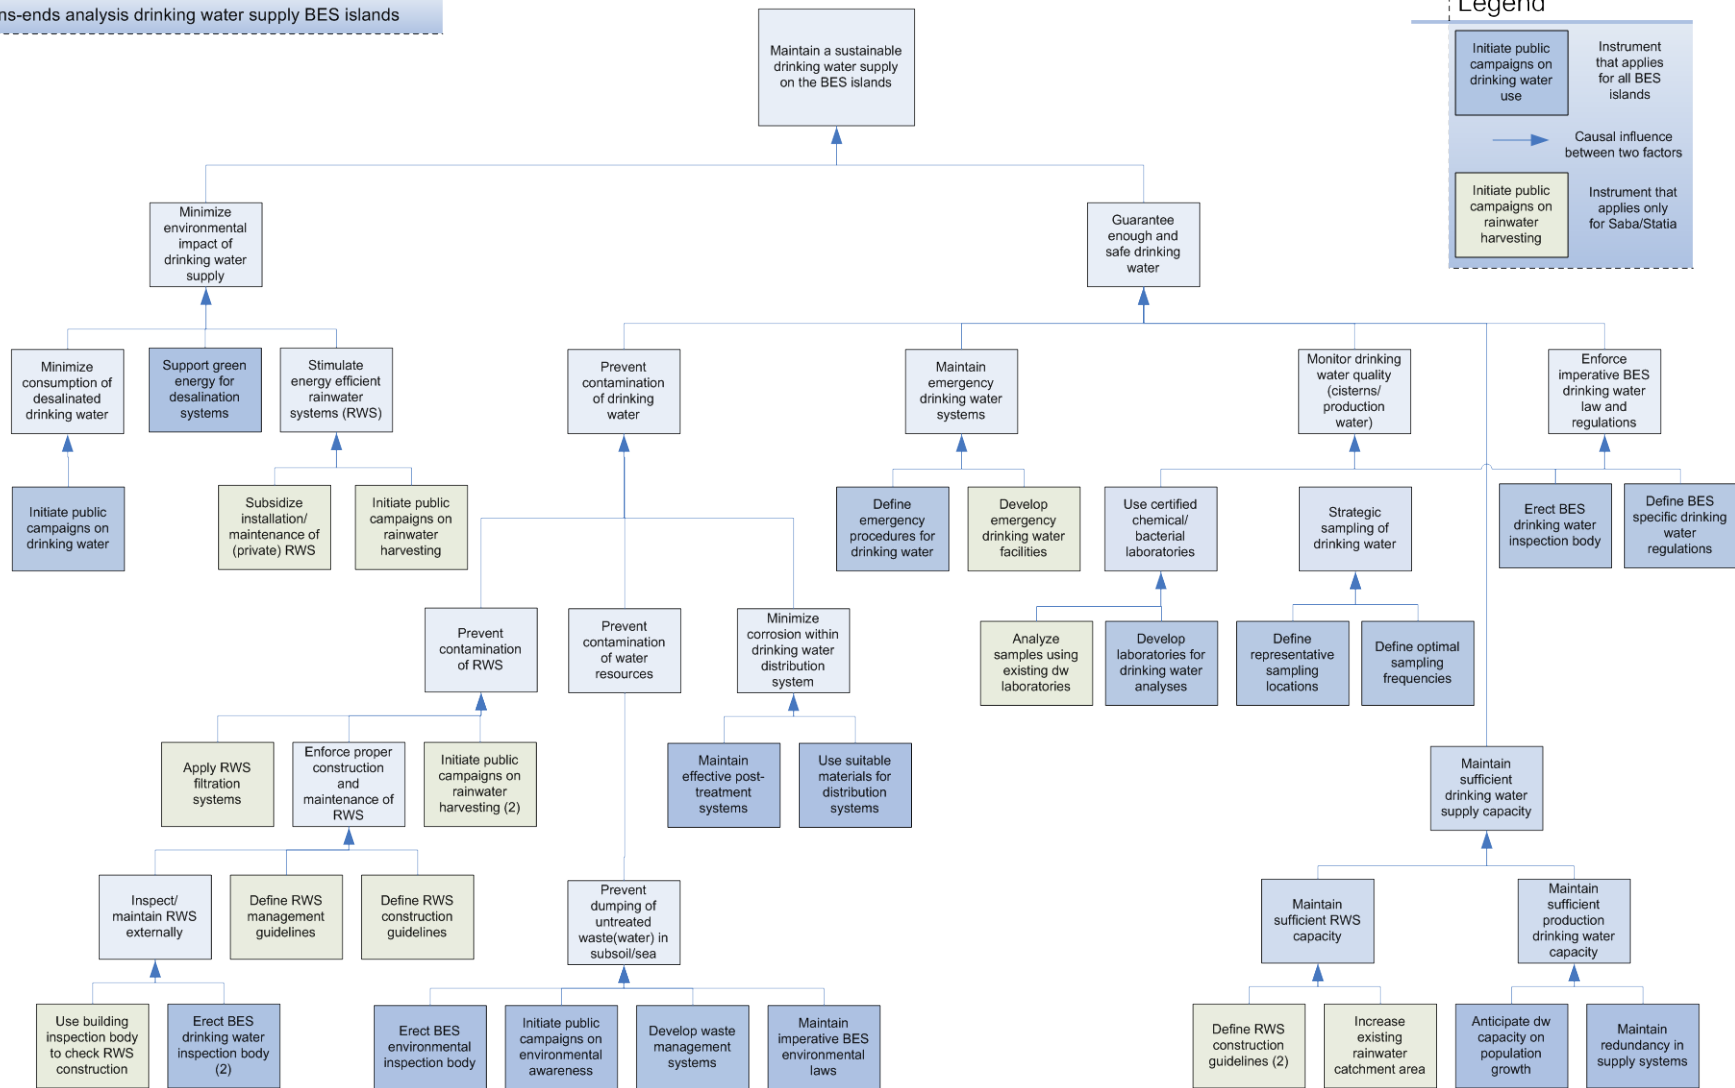 ns-ends analysis drinking water supply BES islands
Legend
Maintain a sustainable
drinking water supply
on the BES islands
Initiate public
campaigns on
drinking water
use
Instrument
that applies
for all BES
islands
Causal influence
between two factors
Initiate public
campaigns on
rainwater
harvesting
Instrument that
applies only
for Saba/Statia
Minimize
environmental
impact of
drinking water
supply
Guarantee
enough and
safe drinking
water
Minimize
consumption of
desalinated
drinking water
Support green
energy for
desalination
systems
Stimulate
energy efficient
rainwater
systems (RWS)
Prevent
contamination
of drinking
water
Maintain
emergency
drinking water
systems
Monitor drinking
water quality
(cisterns/
production
water)
Enforce
imperative BES
drinking water
law and
regulations
Initiate public
campaigns on
drinking water
Subsidize
installation/
maintenance of
(private) RWS
Initiate public
campaigns on
rainwater
harvesting
Define
emergency
procedures for
drinking water
Develop
emergency
drinking water
facilities
Use certified
chemical/
bacterial
laboratories
Strategic
sampling of
drinking water
Erect BES
drinking water
inspection body
Define BES
specific drinking
water
regulations
Prevent
contamination
of RWS
Prevent
contamination
of water
resources
Minimize
corrosion within
drinking water
distribution
system
Analyze
samples using
existing dw
laboratories
Develop
laboratories for
drinking water
analyses
Define
representative
sampling
locations
Define optimal
sampling
frequencies
Apply RWS
filtration
systems
Enforce proper
construction
and
maintenance of
RWS
Initiate public
campaigns on
rainwater
harvesting (2)
Maintain
effective post-
treatment
systems
Use suitable
materials for
distribution
systems
Maintain
sufficient
drinking water
supply capacity
Inspect/
maintain RWS
externally
Define RWS
management
guidelines
Define RWS
construction
guidelines
Prevent
dumping of
untreated
waste(water) in
subsoil/sea
Maintain
sufficient RWS
capacity
Maintain
sufficient
production
drinking water
capacity
Use building
inspection body
to check RWS
construction
Erect BES
drinking water
inspection body
(2)
Erect BES
environmental
inspection body
Initiate public
campaigns on
environmental
awareness
Develop waste
management
systems
Maintain
imperative BES
environmental
laws
Define RWS
construction
guidelines (2)
Increase
existing
rainwater
catchment area
Anticipate dw
capacity on
population
growth
Maintain
redundancy in
supply systems